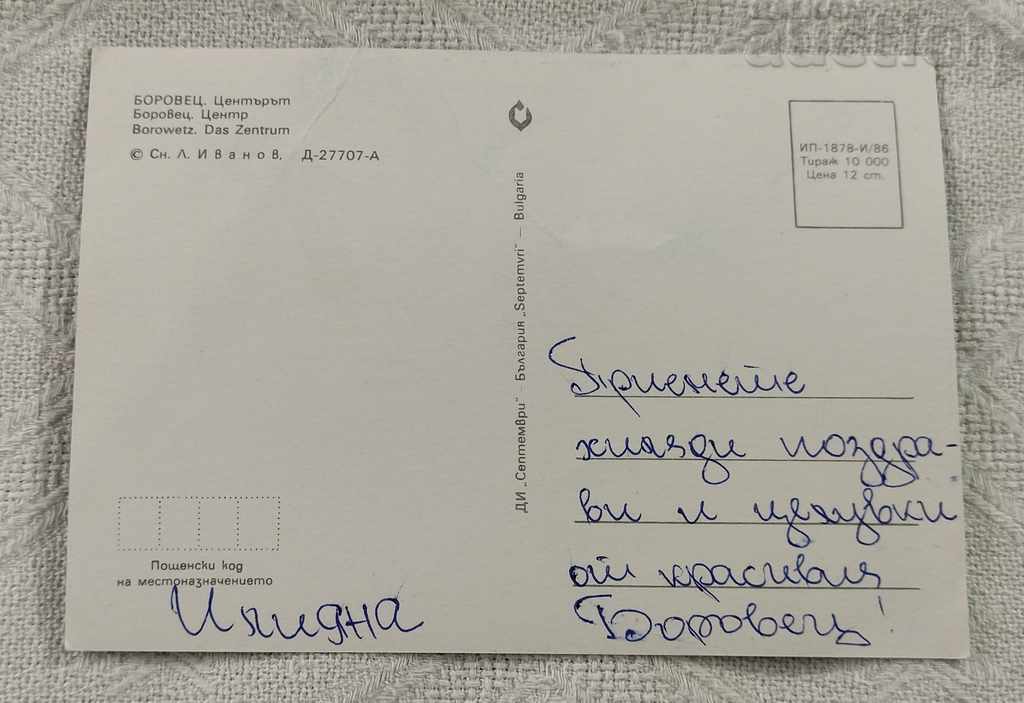 БОРОВЕЦ. Центърът
Боровец. Центр
Borowetz. Das Zentrum
© Сн. Л. Иванов, Д-27707-А
ДИ „Септември" – България „Septemvri" – Bulgaria
ИП-1878-И/86
Тираж 10 000
Цена 12 ст.
Приемете
хиляди поздра-
ви и целувки
от красивия
Боровец!
Пощенски код
на местоназначението